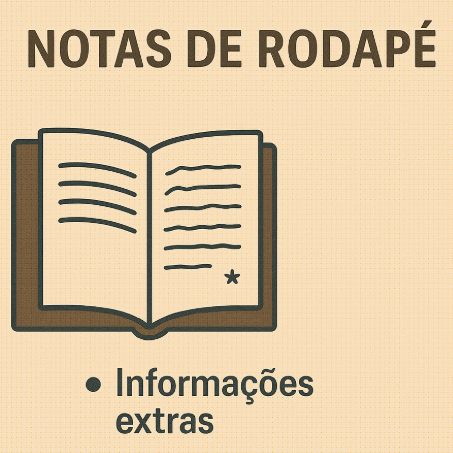 NOTAS DE RODAPÉ
• Informações
extras